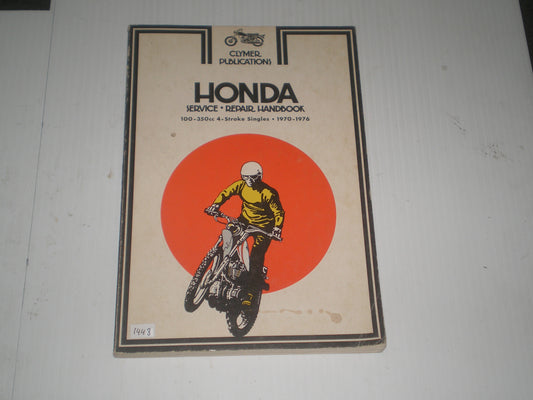 CLYMER
PUBLICATIONS
HONDA
SERVICE • REPAIR HANDBOOK
100-350cc 4-Stroke Singles • 1970-1976
1443